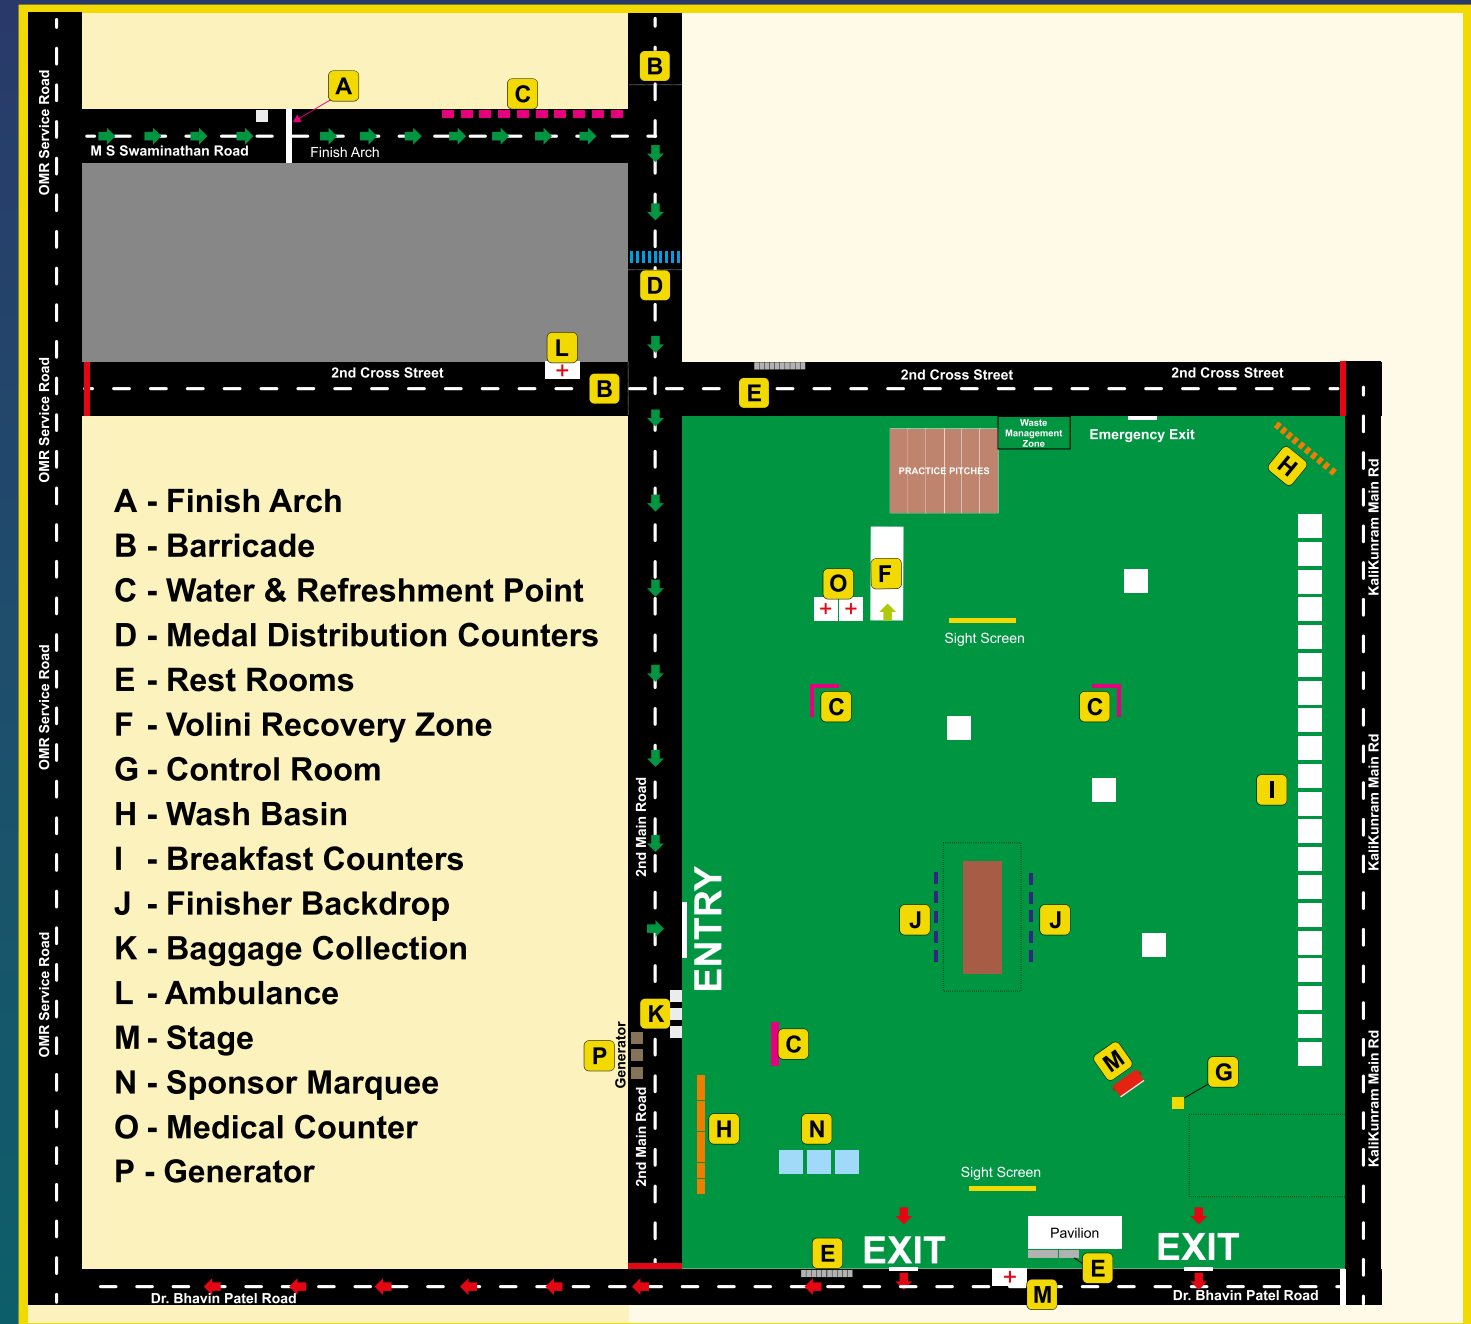 B
A
C
M S Swaminathan Road
Finish Arch
OMR Service Road
D
L
2nd Cross Street
B
E
2nd Cross Street
2nd Cross Street
OMR Service Road
Waste
Management
Zone
Emergency Exit
PRACTICE PITCHES
H
KaliKunram Main Rd
A - Finish Arch
B - Barricade
C - Water & Refreshment Point
D - Medal Distribution Counters
E - Rest Rooms
F - Volini Recovery Zone
G - Control Room
H - Wash Basin
I - Breakfast Counters
J - Finisher Backdrop
K - Baggage Collection
L - Ambulance
M - Stage
N - Sponsor Marquee
O - Medical Counter
P - Generator
OMR Service Road
OMR Service Road
O
F
Sight Screen
C
C
I
2nd Main Road
KaliKunram Main Rd
ENTRY
J
J
K
P
Generator
C
M
G
2nd Main Road
KaliKunram Main Rd
H
N
Sight Screen
Pavilion
E
EXIT
EXIT
E
M
Dr. Bhavin Patel Road
Dr. Bhavin Patel Road